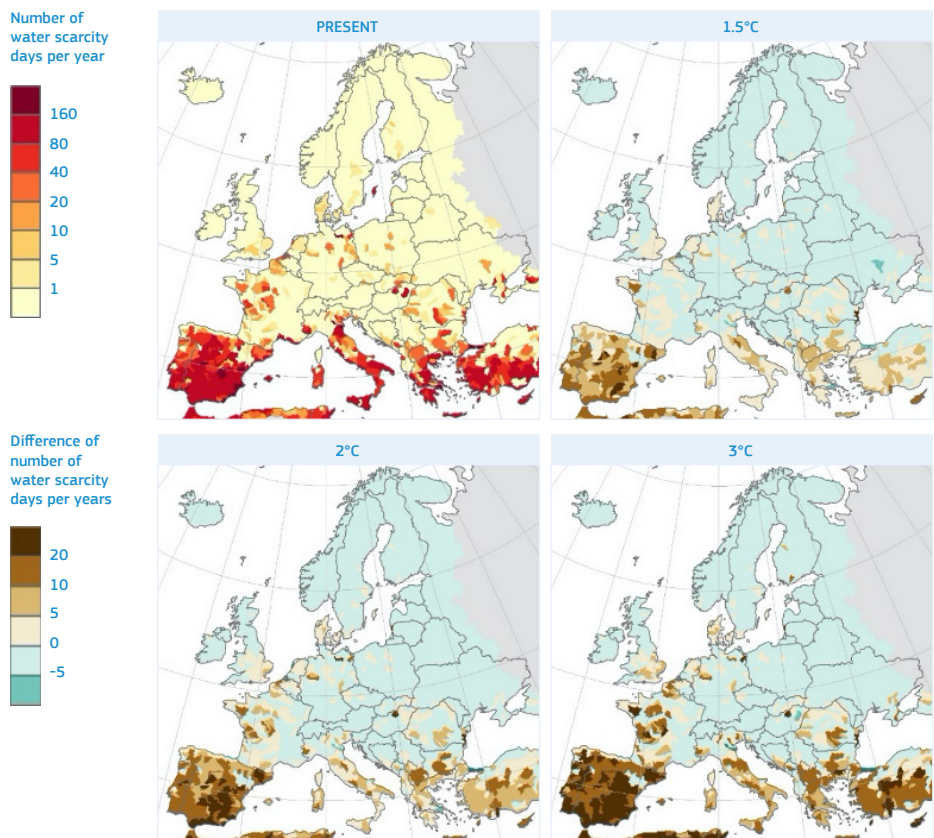 Number of
water scarcity
days per year
160
80
40
20
10
5
1
PRESENT
1.5°C
Difference of
number of
water scarcity
days per years
20
10
5
0
-5
2°C
3°C